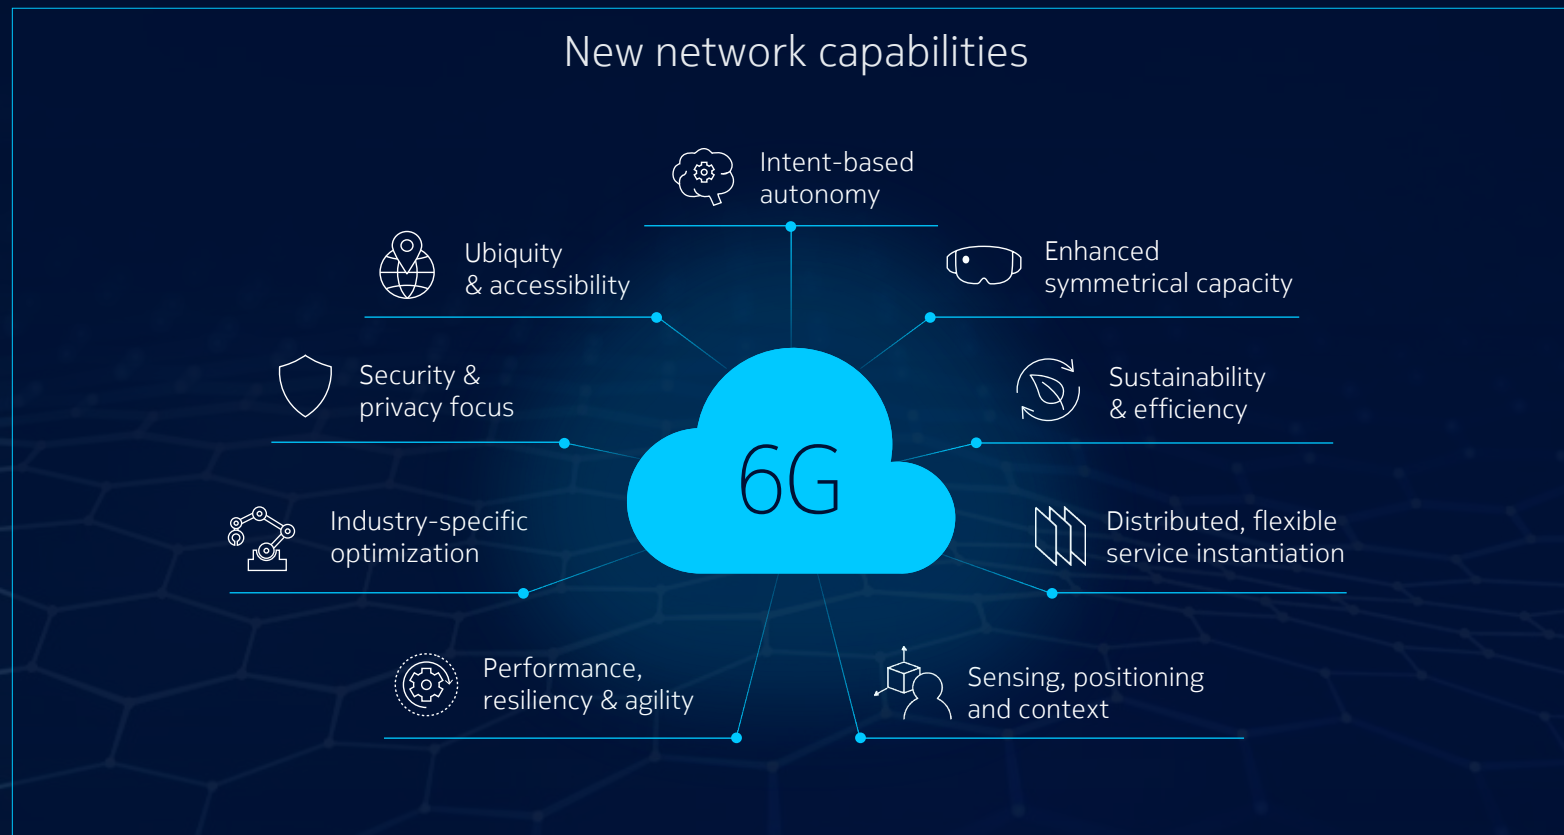 New network capabilities
Intent-based
autonomy
Ubiquity
& accessibility
Enhanced
symmetrical capacity
Security &
privacy focus
Sustainability
& efficiency
6G
Industry-specific
optimization
Distributed, flexible
service instantiation
Performance,
resiliency & agility
Sensing, positioning
and context